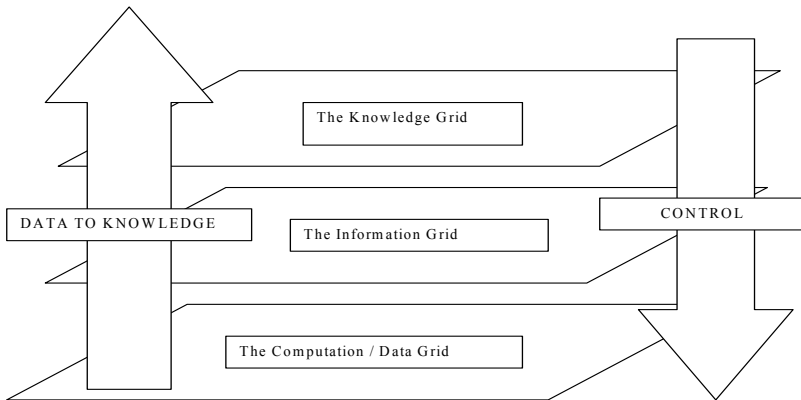 The Knowledge Grid
DATA TO KNOWLEDGE
CONTROL
The Information Grid
The Computation / Data Grid